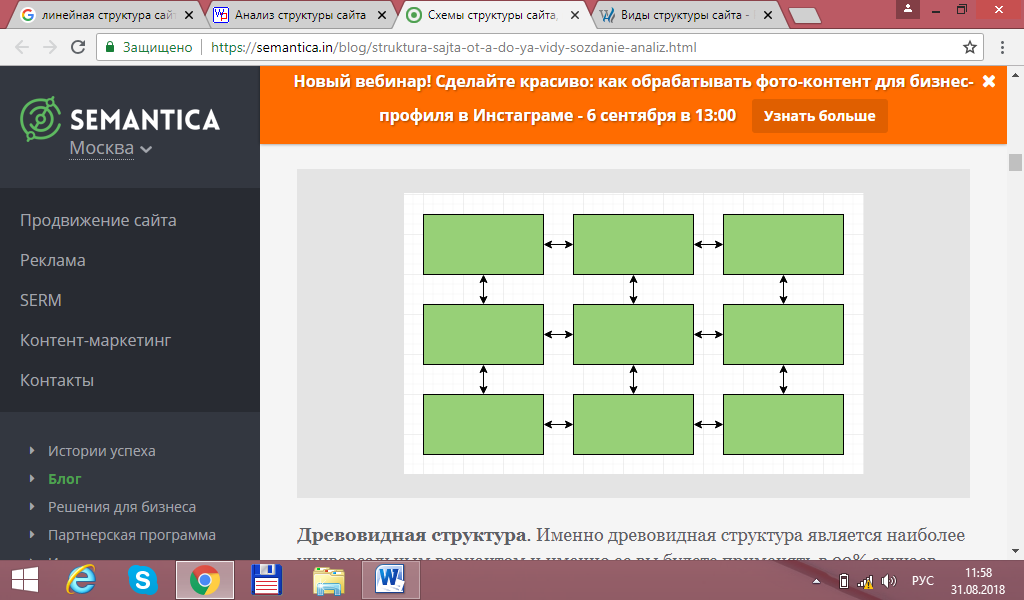 линейная структура сай
Анализ структуры сайта
Схемы структуры сайта,
Виды структуры сайта -
Защищено
https://semantica.in/blog/struktura-sajta-ot-a-do-ya-vidy-sozdanie-analiz.html
SEMANTICA
Москва
Новый вебинар! Сделайте красиво: как обрабатывать фото-контент для бизнес-
профиля в Инстаграме - 6 сентября в 13:00
Узнать больше
Продвижение сайта
Реклама
SERM
Контент-маркетинг
Контакты
Истории успеха
Блог
Решения для бизнеса
Партнерская программа
Древовидная структура. Именно древовидная структура является наиболее
РУС
11:58
31.08.2018